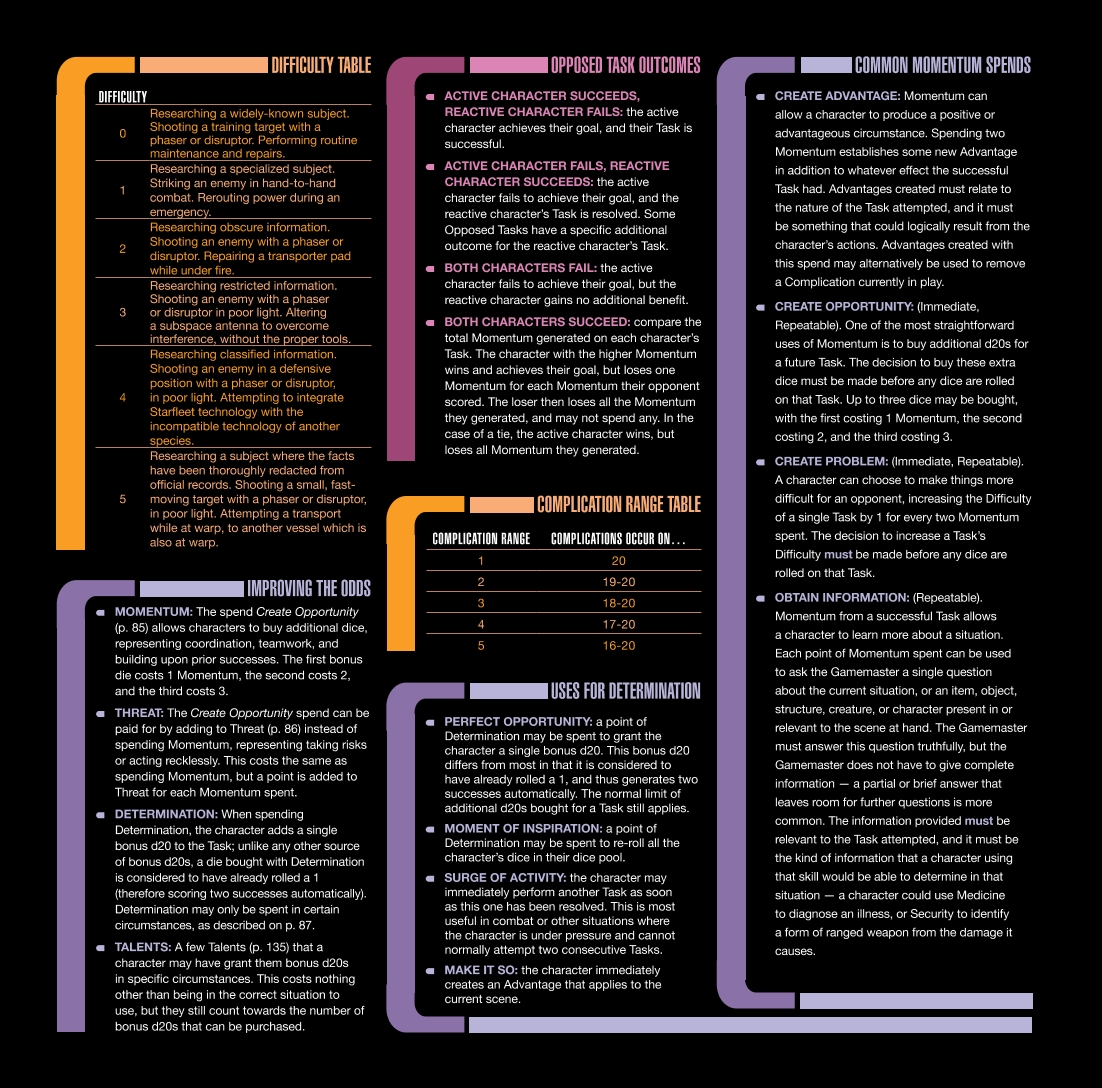 DIFFICULTY TABLE
DIFFICULTY
0
Researching a widely-known subject.
Shooting a training target with a
phaser or disruptor. Performing routine
maintenance and repairs.
1
Researching a specialized subject.
Striking an enemy in hand-to-hand
combat. Rerouting power during an
emergency.
2
Researching obscure information.
Shooting an enemy with a phaser or
disruptor. Repairing a transporter pad
while under fire.
3
Researching restricted information.
Shooting an enemy with a phaser
or disruptor in poor light. Altering
a subspace antenna to overcome
interference, without the proper tools.
4
Researching classified information.
Shooting an enemy in a defensive
position with a phaser or disruptor,
in poor light. Attempting to integrate
Starfleet technology with the
incompatible technology of another
species.
5
Researching a subject where the facts
have been thoroughly redacted from
official records. Shooting a small, fast-
moving target with a phaser or disruptor,
in poor light. Attempting a transport
while at warp, to another vessel which is
also at warp.
IMPROVING THE ODDS
MOMENTUM: The spend Create Opportunity
(p. 85) allows characters to buy additional dice,
representing coordination, teamwork, and
building upon prior successes. The first bonus
die costs 1 Momentum, the second costs 2,
and the third costs 3.
THREAT: The Create Opportunity spend can be
paid for by adding to Threat (p. 86) instead of
spending Momentum, representing taking risks
or acting recklessly. This costs the same as
spending Momentum, but a point is added to
Threat for each Momentum spent.
DETERMINATION: When spending
Determination, the character adds a single
bonus d20 to the Task; unlike any other source
of bonus d20s, a die bought with Determination
is considered to have already rolled a 1
(therefore scoring two successes automatically).
Determination may only be spent in certain
circumstances, as described on p. 87.
TALENTS: A few Talents (p. 135) that a
character may have grant them bonus d20s
in specific circumstances. This costs nothing
other than being in the correct situation to
use, but they still count towards the number of
bonus d20s that can be purchased.
OPPOSED TASK OUTCOMES
ACTIVE CHARACTER SUCCEEDS,
REACTIVE CHARACTER FAILS: the active
character achieves their goal, and their Task is
successful.
ACTIVE CHARACTER FAILS, REACTIVE
CHARACTER SUCCEEDS: the active
character fails to achieve their goal, and the
reactive character's Task is resolved. Some
Opposed Tasks have a specific additional
outcome for the reactive character's Task.
BOTH CHARACTERS FAIL: the active
character fails to achieve their goal, but the
reactive character gains no additional benefit.
BOTH CHARACTERS SUCCEED: compare the
total Momentum generated on each character's
Task. The character with the higher Momentum
wins and achieves their goal, but loses one
Momentum for each Momentum their opponent
scored. The loser then loses all the Momentum
they generated, and may not spend any. In the
case of a tie, the active character wins, but
loses all Momentum they generated.
COMPLICATION RANGE TABLE
COMPLICATION RANGE COMPLICATIONS OCCUR ON...
1 20
2 19-20
3 18-20
4 17-20
5 16-20
USES FOR DETERMINATION
PERFECT OPPORTUNITY: a point of
Determination may be spent to grant the
character a single bonus d20. This bonus d20
differs from most in that it is considered to
have already rolled a 1, and thus generates two
successes automatically. The normal limit of
additional d20s bought for a Task still applies.
MOMENT OF INSPIRATION: a point of
Determination may be spent to re-roll all the
character's dice in their dice pool.
SURGE OF ACTIVITY: the character may
immediately perform another Task as soon
as this one has been resolved. This is most
useful in combat or other situations where
the character is under pressure and cannot
normally attempt two consecutive Tasks.
MAKE IT SO: the character immediately
creates an Advantage that applies to the
current scene.
COMMON MOMENTUM SPENDS
CREATE ADVANTAGE: Momentum can
allow a character to produce a positive or
advantageous circumstance. Spending two
Momentum establishes some new Advantage
in addition to whatever effect the successful
Task had. Advantages created must relate to
the nature of the Task attempted, and it must
be something that could logically result from the
character's actions. Advantages created with
this spend may alternatively be used to remove
a Complication currently in play.
CREATE OPPORTUNITY: (Immediate,
Repeatable). One of the most straightforward
uses of Momentum is to buy additional d20s for
a future Task. The decision to buy these extra
dice must be made before any dice are rolled
on that Task. Up to three dice may be bought,
with the first costing 1 Momentum, the second
costing 2, and the third costing 3.
CREATE PROBLEM: (Immediate, Repeatable).
A character can choose to make things more
difficult for an opponent, increasing the Difficulty
of a single Task by 1 for every two Momentum
spent. The decision to increase a Task's
Difficulty must be made before any dice are
rolled on that Task.
OBTAIN INFORMATION: (Repeatable).
Momentum from a successful Task allows
a character to learn more about a situation.
Each point of Momentum spent can be used
to ask the Gamemaster a single question
about the current situation, or an item, object,
structure, creature, or character present in or
relevant to the scene at hand. The Gamemaster
must answer this question truthfully, but the
Gamemaster does not have to give complete
information — a partial or brief answer that
leaves room for further questions is more
common. The information provided must be
relevant to the Task attempted, and it must be
the kind of information that a character using
that skill would be able to determine in that
situation — a character could use Medicine
to diagnose an illness, or Security to identify
a form of ranged weapon from the damage it
causes.